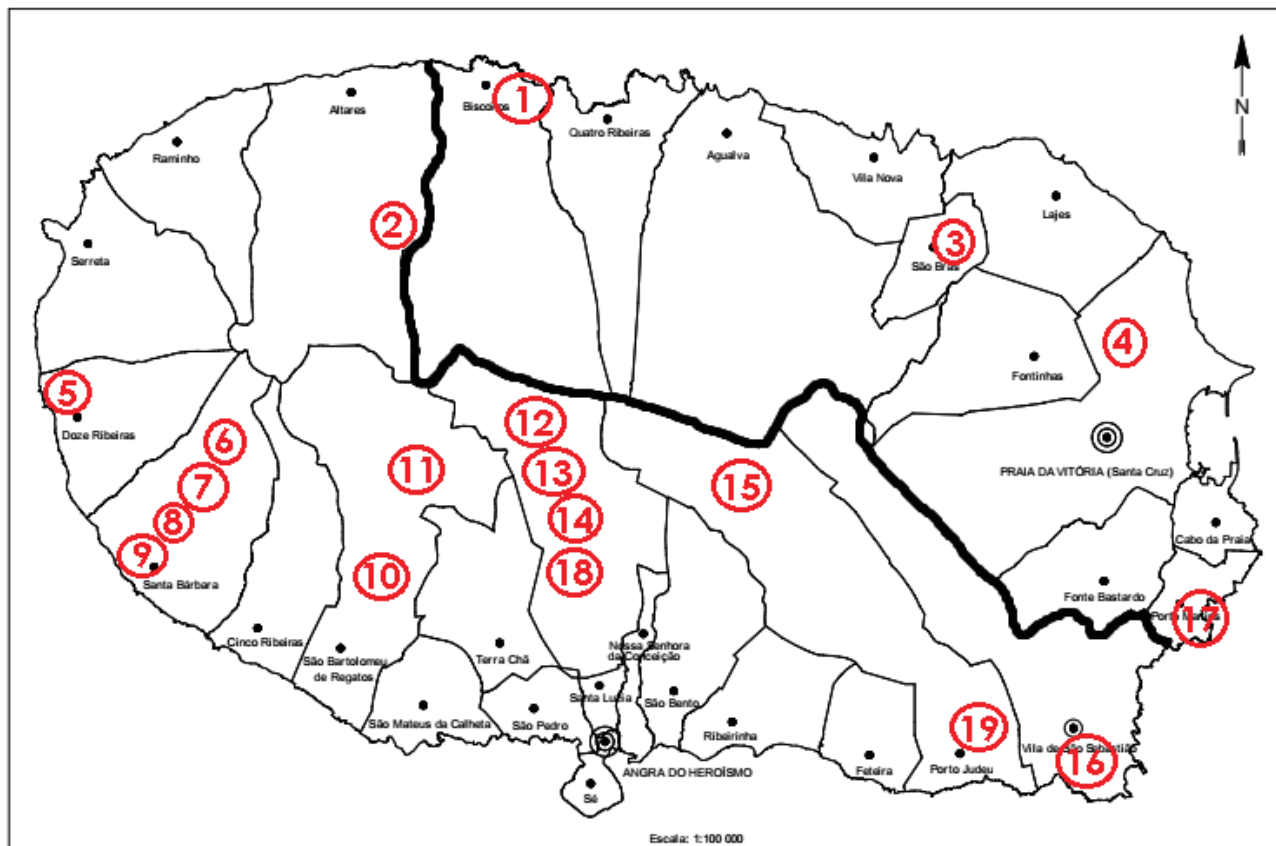 Altares
Biscoitos
1
Quatro Ribeiras
Agualva
Raminho
Vila Nova
N
Lajes
2
3
Serreta
São Brás
4
Fontinhas
5
Doze Ribeiras
6
12
PRAIA DA VITÓRIA (Santa Cruz)
11
13
15
7
14
8
Cabo da Praia
9
Santa Bárbara
10
18
Fonte Bastardo
Porto Martins
17
Cinco Ribeiras
São Bartolomeu
de Regatos
Terra Chã
Nossa Senhora
da Conceição
Santa Luzia
São Bento
São Mateus da Calheta
São Pedro
Ribeirinha
19
Vila de São Sebastião
16
ANGRA DO HEROÍSMO
Feteira
Porto Judeu
Sé
Escala: 1:100 000